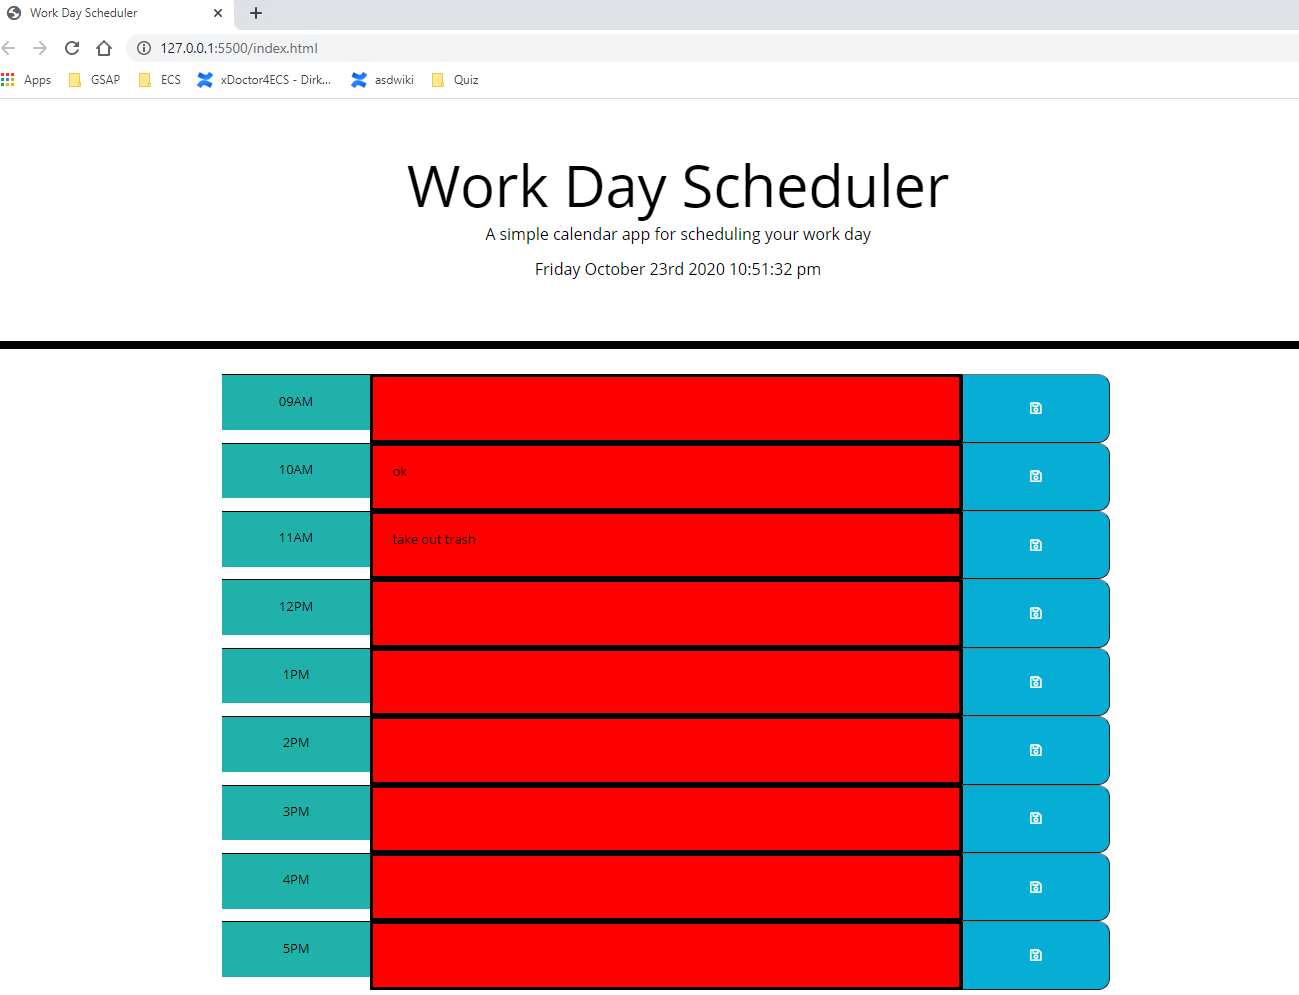 Work Day Scheduler
127.0.0.1:5500/index.html
Apps GSAP ECS xDoctor4ECS - Dirk... asdwiki Quiz
Work Day Scheduler
A simple calendar app for scheduling your work day
Friday October 23rd 2020 10:51:32 pm
09AM
10AM ok
11AM take out trash
12PM
1PM
2PM
3PM
4PM
5PM